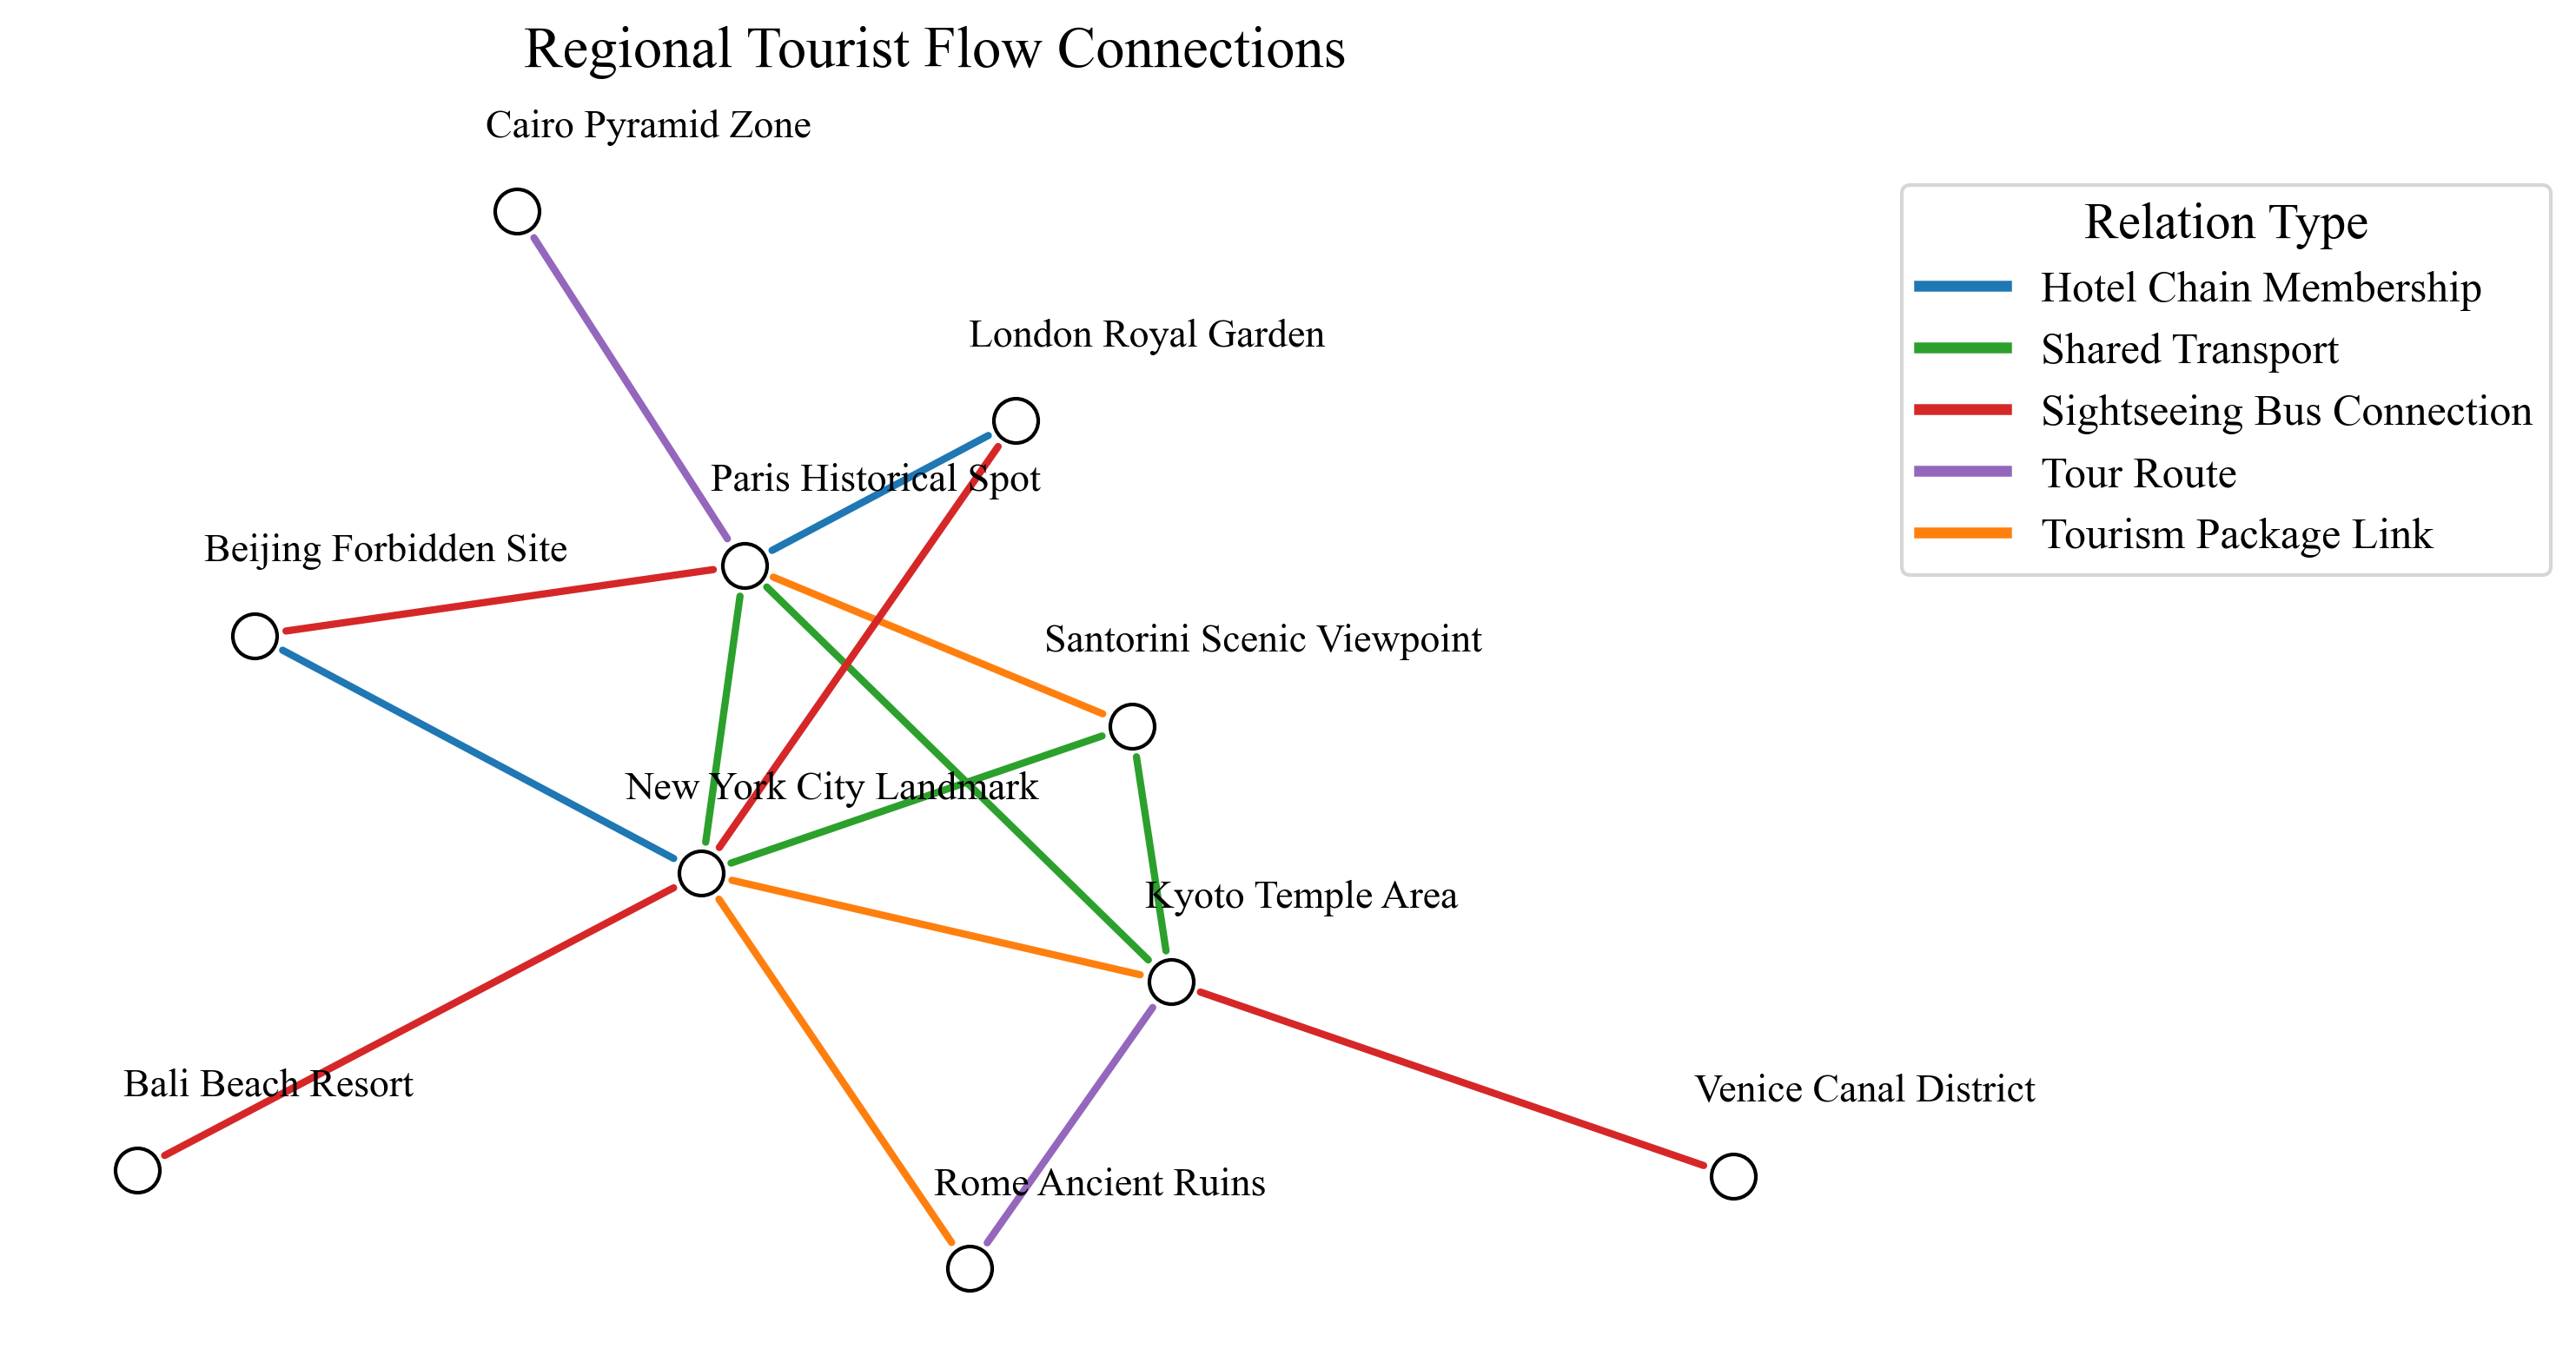 Regional Tourist Flow Connections
Cairo Pyramid Zone
London Royal Garden
Paris Historical Spot
Beijing Forbidden Site
Santorini Scenic Viewpoint
New York City Landmark
Kyoto Temple Area
Bali Beach Resort
Venice Canal District
Rome Ancient Ruins
Relation Type
Hotel Chain Membership
Shared Transport
Sightseeing Bus Connection
Tour Route
Tourism Package Link